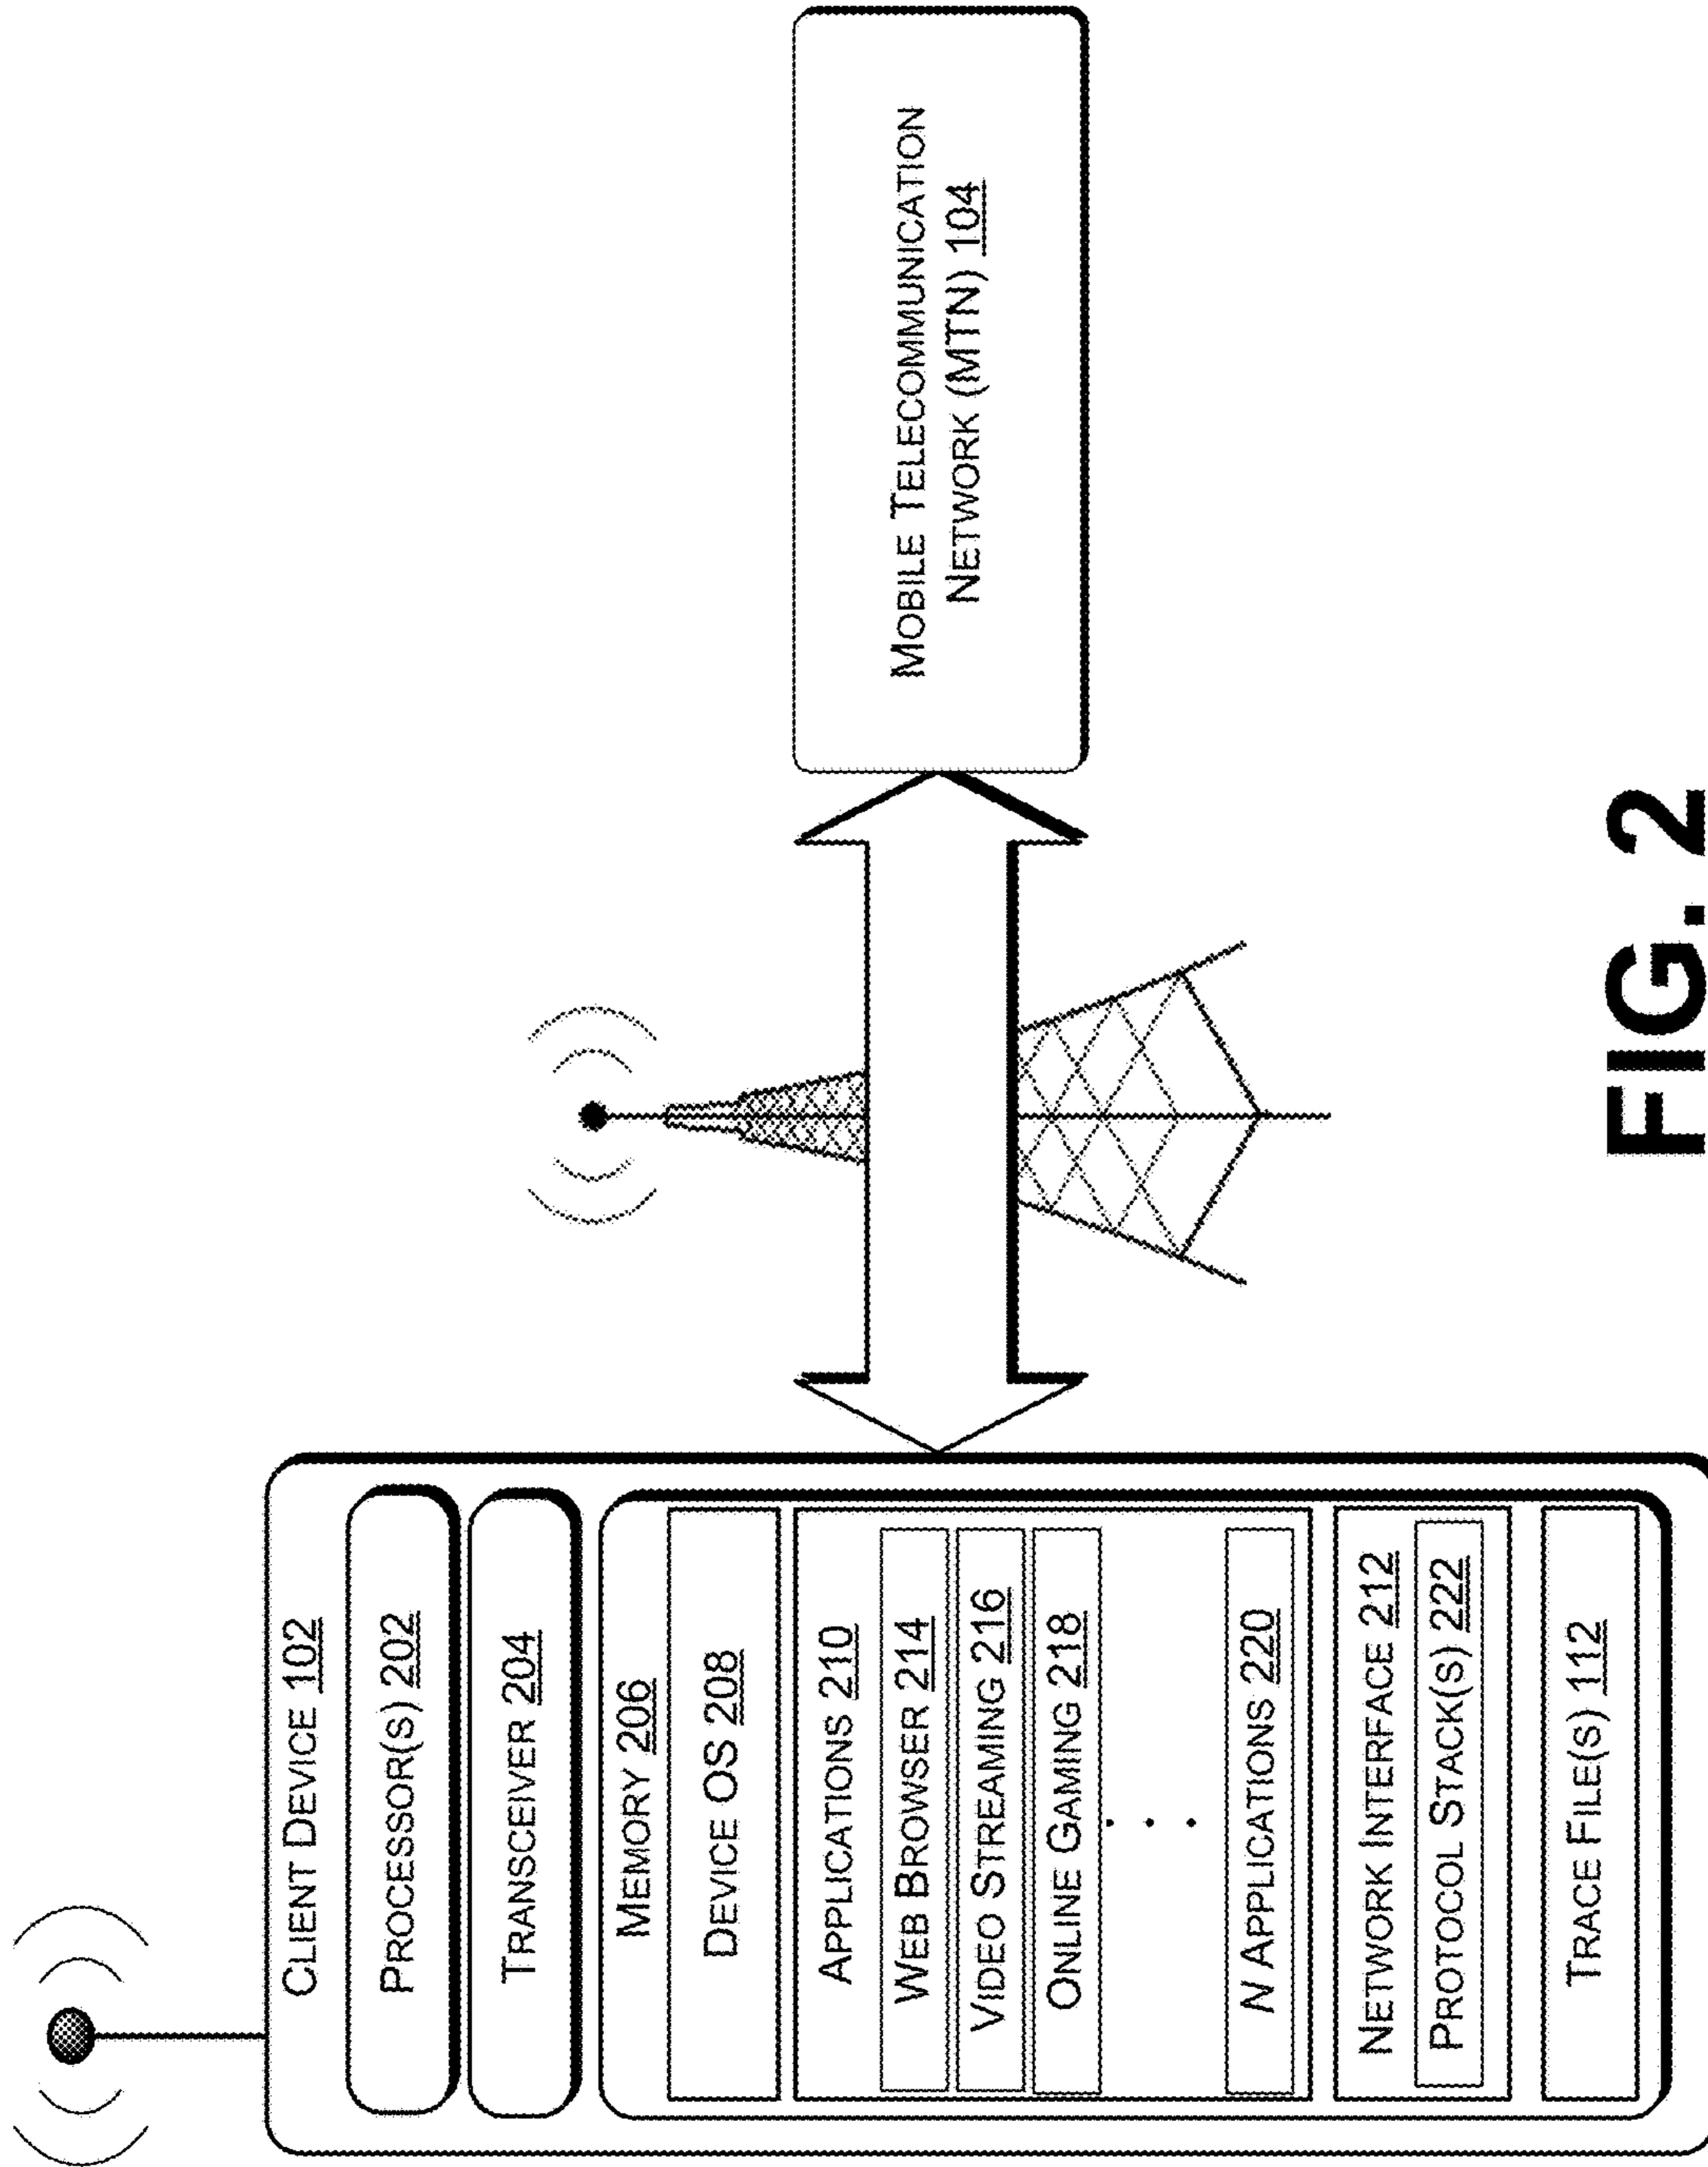 CLIENT DEVICE 102
PROCESSOR(S) 202
TRANSCEIVER 204
MEMORY 206
DEVICE OS 208
APPLICATIONS 210
WEB BROWSER 214
VIDEO STREAMING 216
ONLINE GAMING 218
. . .
N APPLICATIONS 220
NETWORK INTERFACE 212
PROTOCOL STACK(S) 222
TRACE FILE(S) 112
MOBILE TELECOMMUNICATION
NETWORK (MTN) 104
FIG. 2